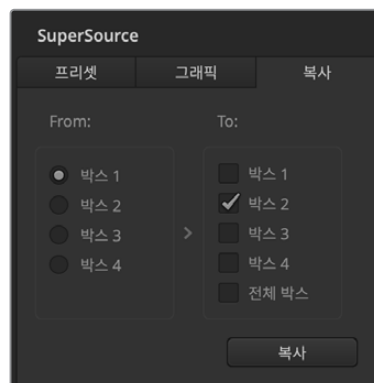 SuperSource
프리셋 그래픽 복사
From: To:
박스 1 박스 1
박스 2 박스 2
박스 3 > 박스 3
박스 4 박스 4
전체 박스
복사